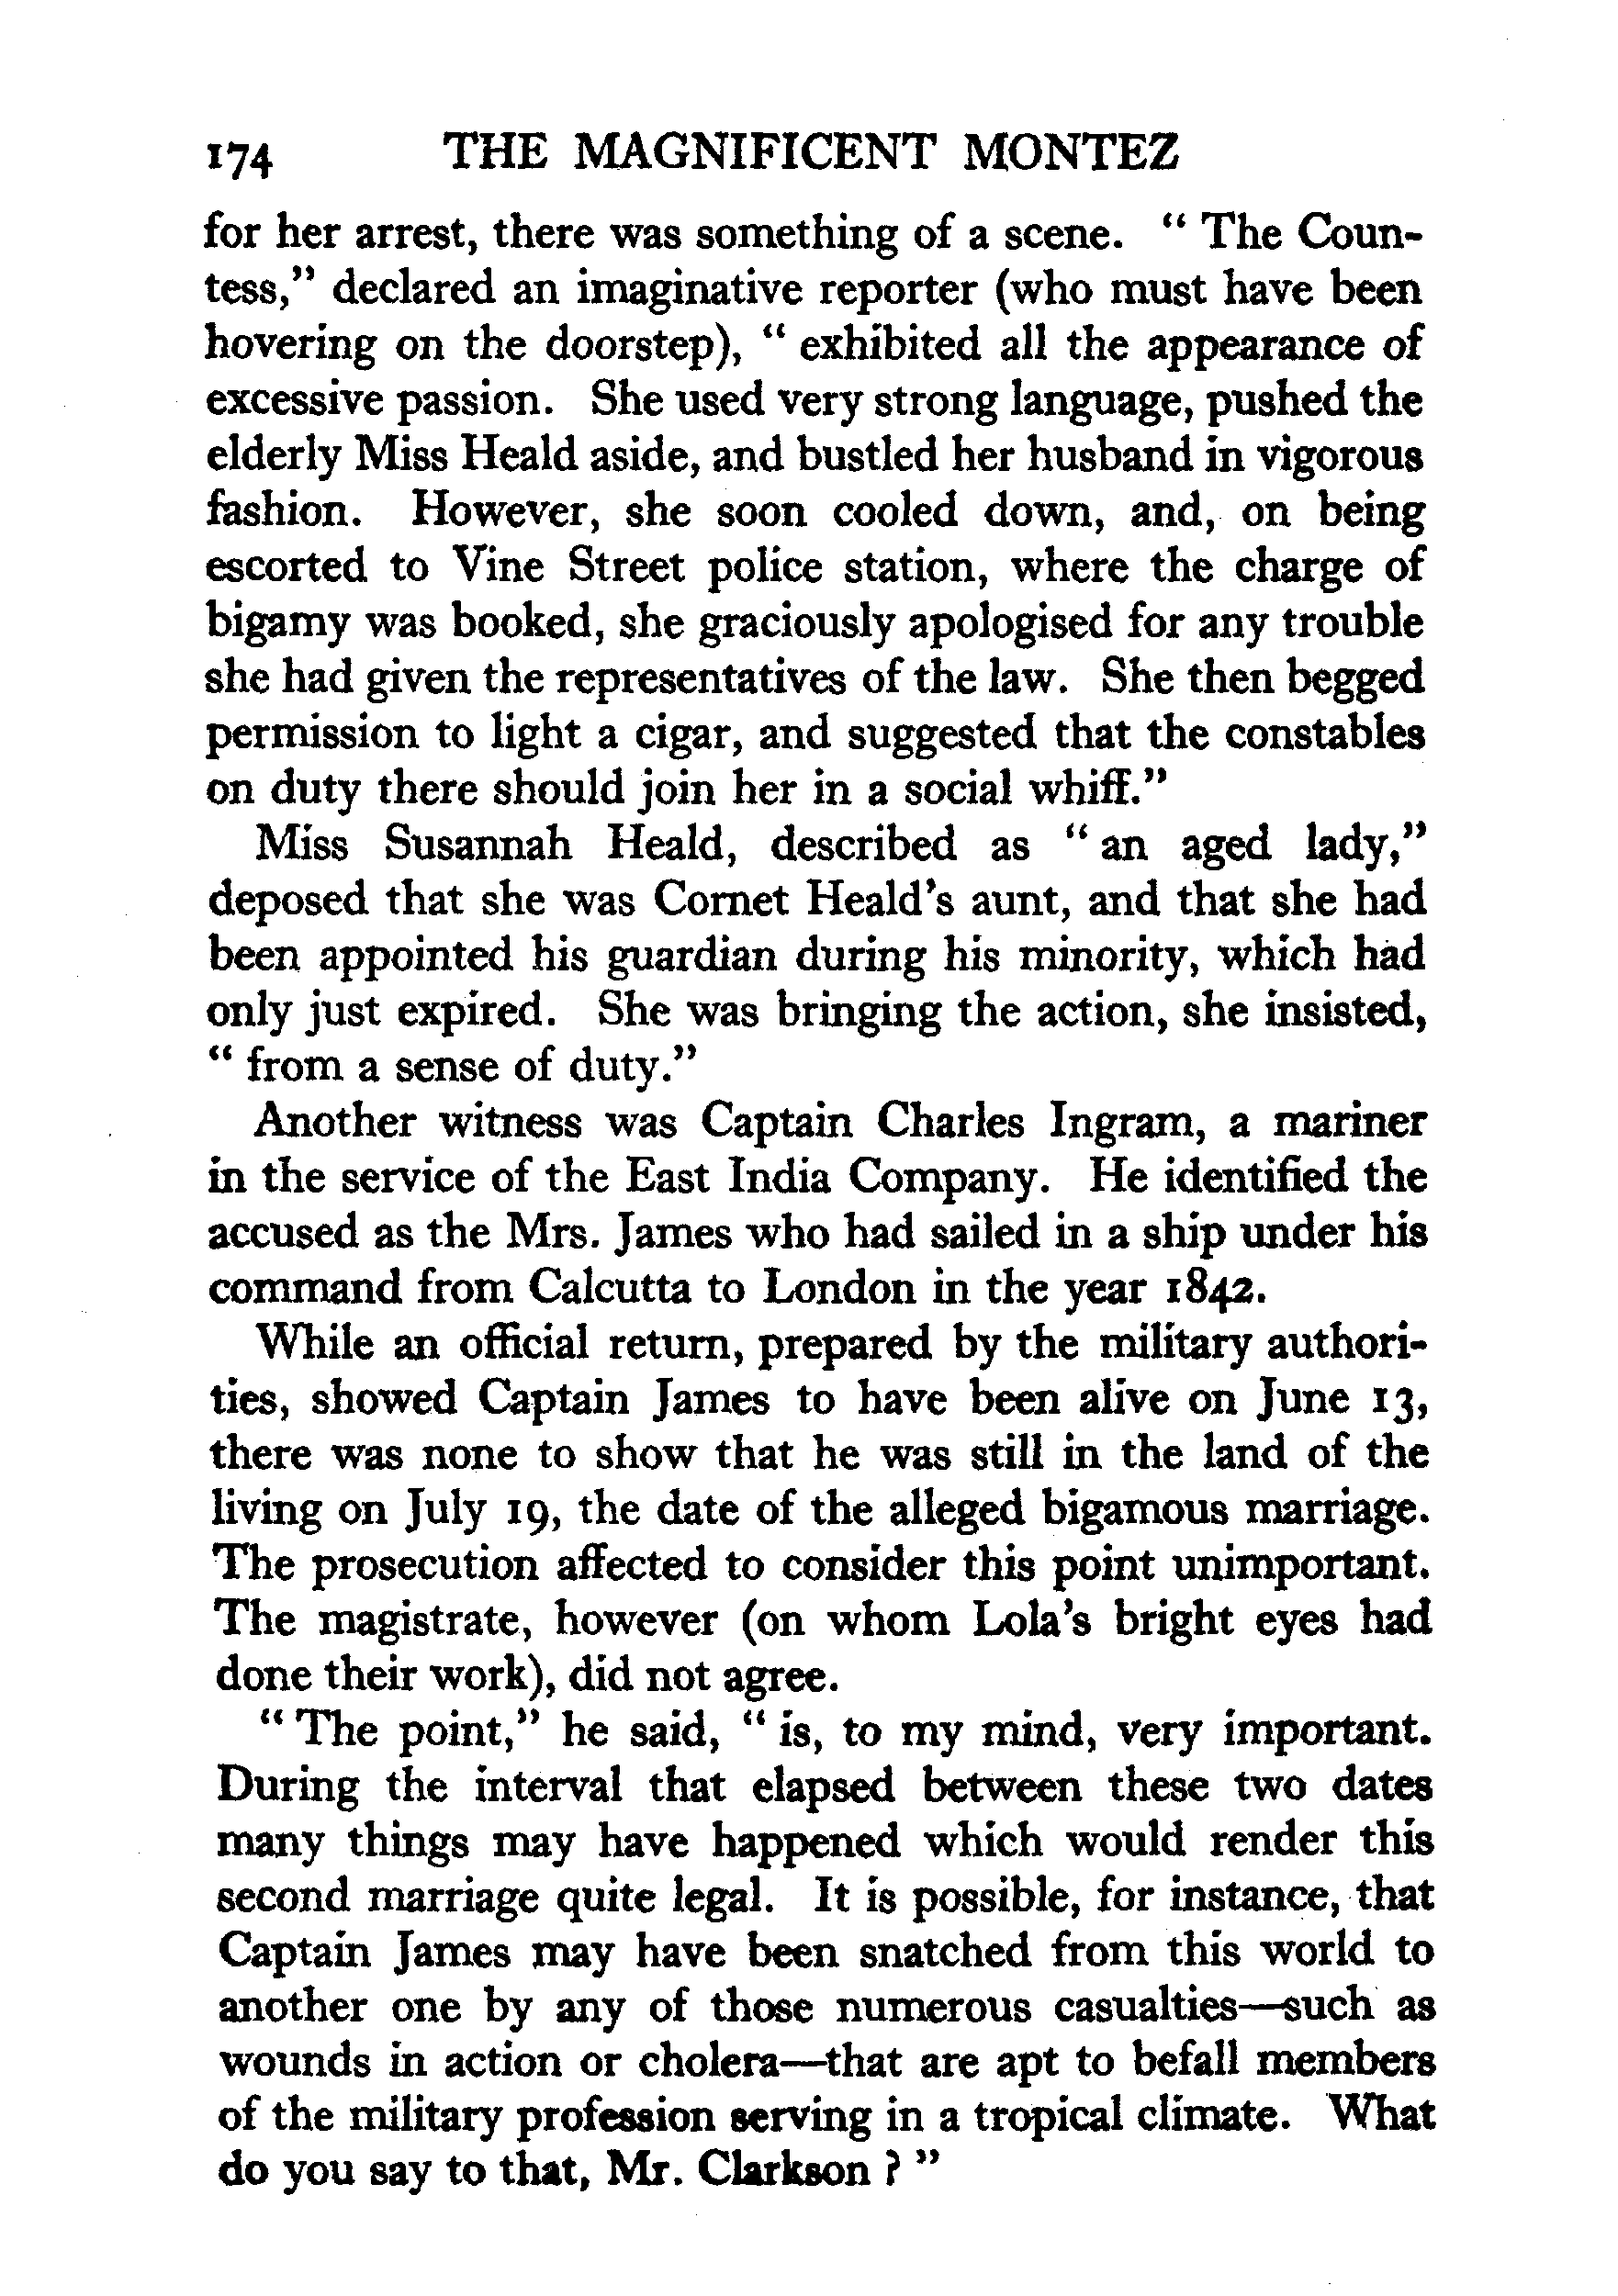 174 THE MAGNIFICENT MONTEZ
for her arrest, there was something of a scene. “ The Coun-
tess,” declared an imaginative reporter (who must have been
hovering on the doorstep), “ exhibited all the appearance of
excessive passion. She used very strong language, pushed the
elderly Miss Heald aside, and bustled her husband in vigorous
fashion. However, she soon cooled down, and, on being
escorted to Vine Street police station, where the charge of
bigamy was booked, she graciously apologised for any trouble
she had given the representatives of the law. She then begged
permission to light a cigar, and suggested that the constables
on duty there should join her in a social whiff.”
Miss Susannah Heald, described as “ an aged lady,”
deposed that she was Cornet Heald’s aunt, and that she had
been appointed his guardian during his minority, which had
only just expired. She was bringing the action, she insisted,
“ from a sense of duty.”
Another witness was Captain Charles Ingram, a mariner
in the service of the East India Company. He identified the
accused as the Mrs. James who had sailed in a ship under his
command from Calcutta to London in the year 1842.
While an official return, prepared by the military authori-
ties, showed Captain James to have been alive on June 13,
there was none to show that he was still in the land of the
living on July 19, the date of the alleged bigamous marriage.
The prosecution affected to consider this point unimportant.
The magistrate, however (on whom Lola’s bright eyes had
done their work), did not agree.
“ The point,” he said, “ is, to my mind, very important.
During the interval that elapsed between these two dates
many things may have happened which would render this
second marriage quite legal. It is possible, for instance, that
Captain James may have been snatched from this world to
another one by any of those numerous casualties—such as
wounds in action or cholera—that are apt to befall members
of the military profession serving in a tropical climate. What
do you say to that, Mr. Clarkson ? ”